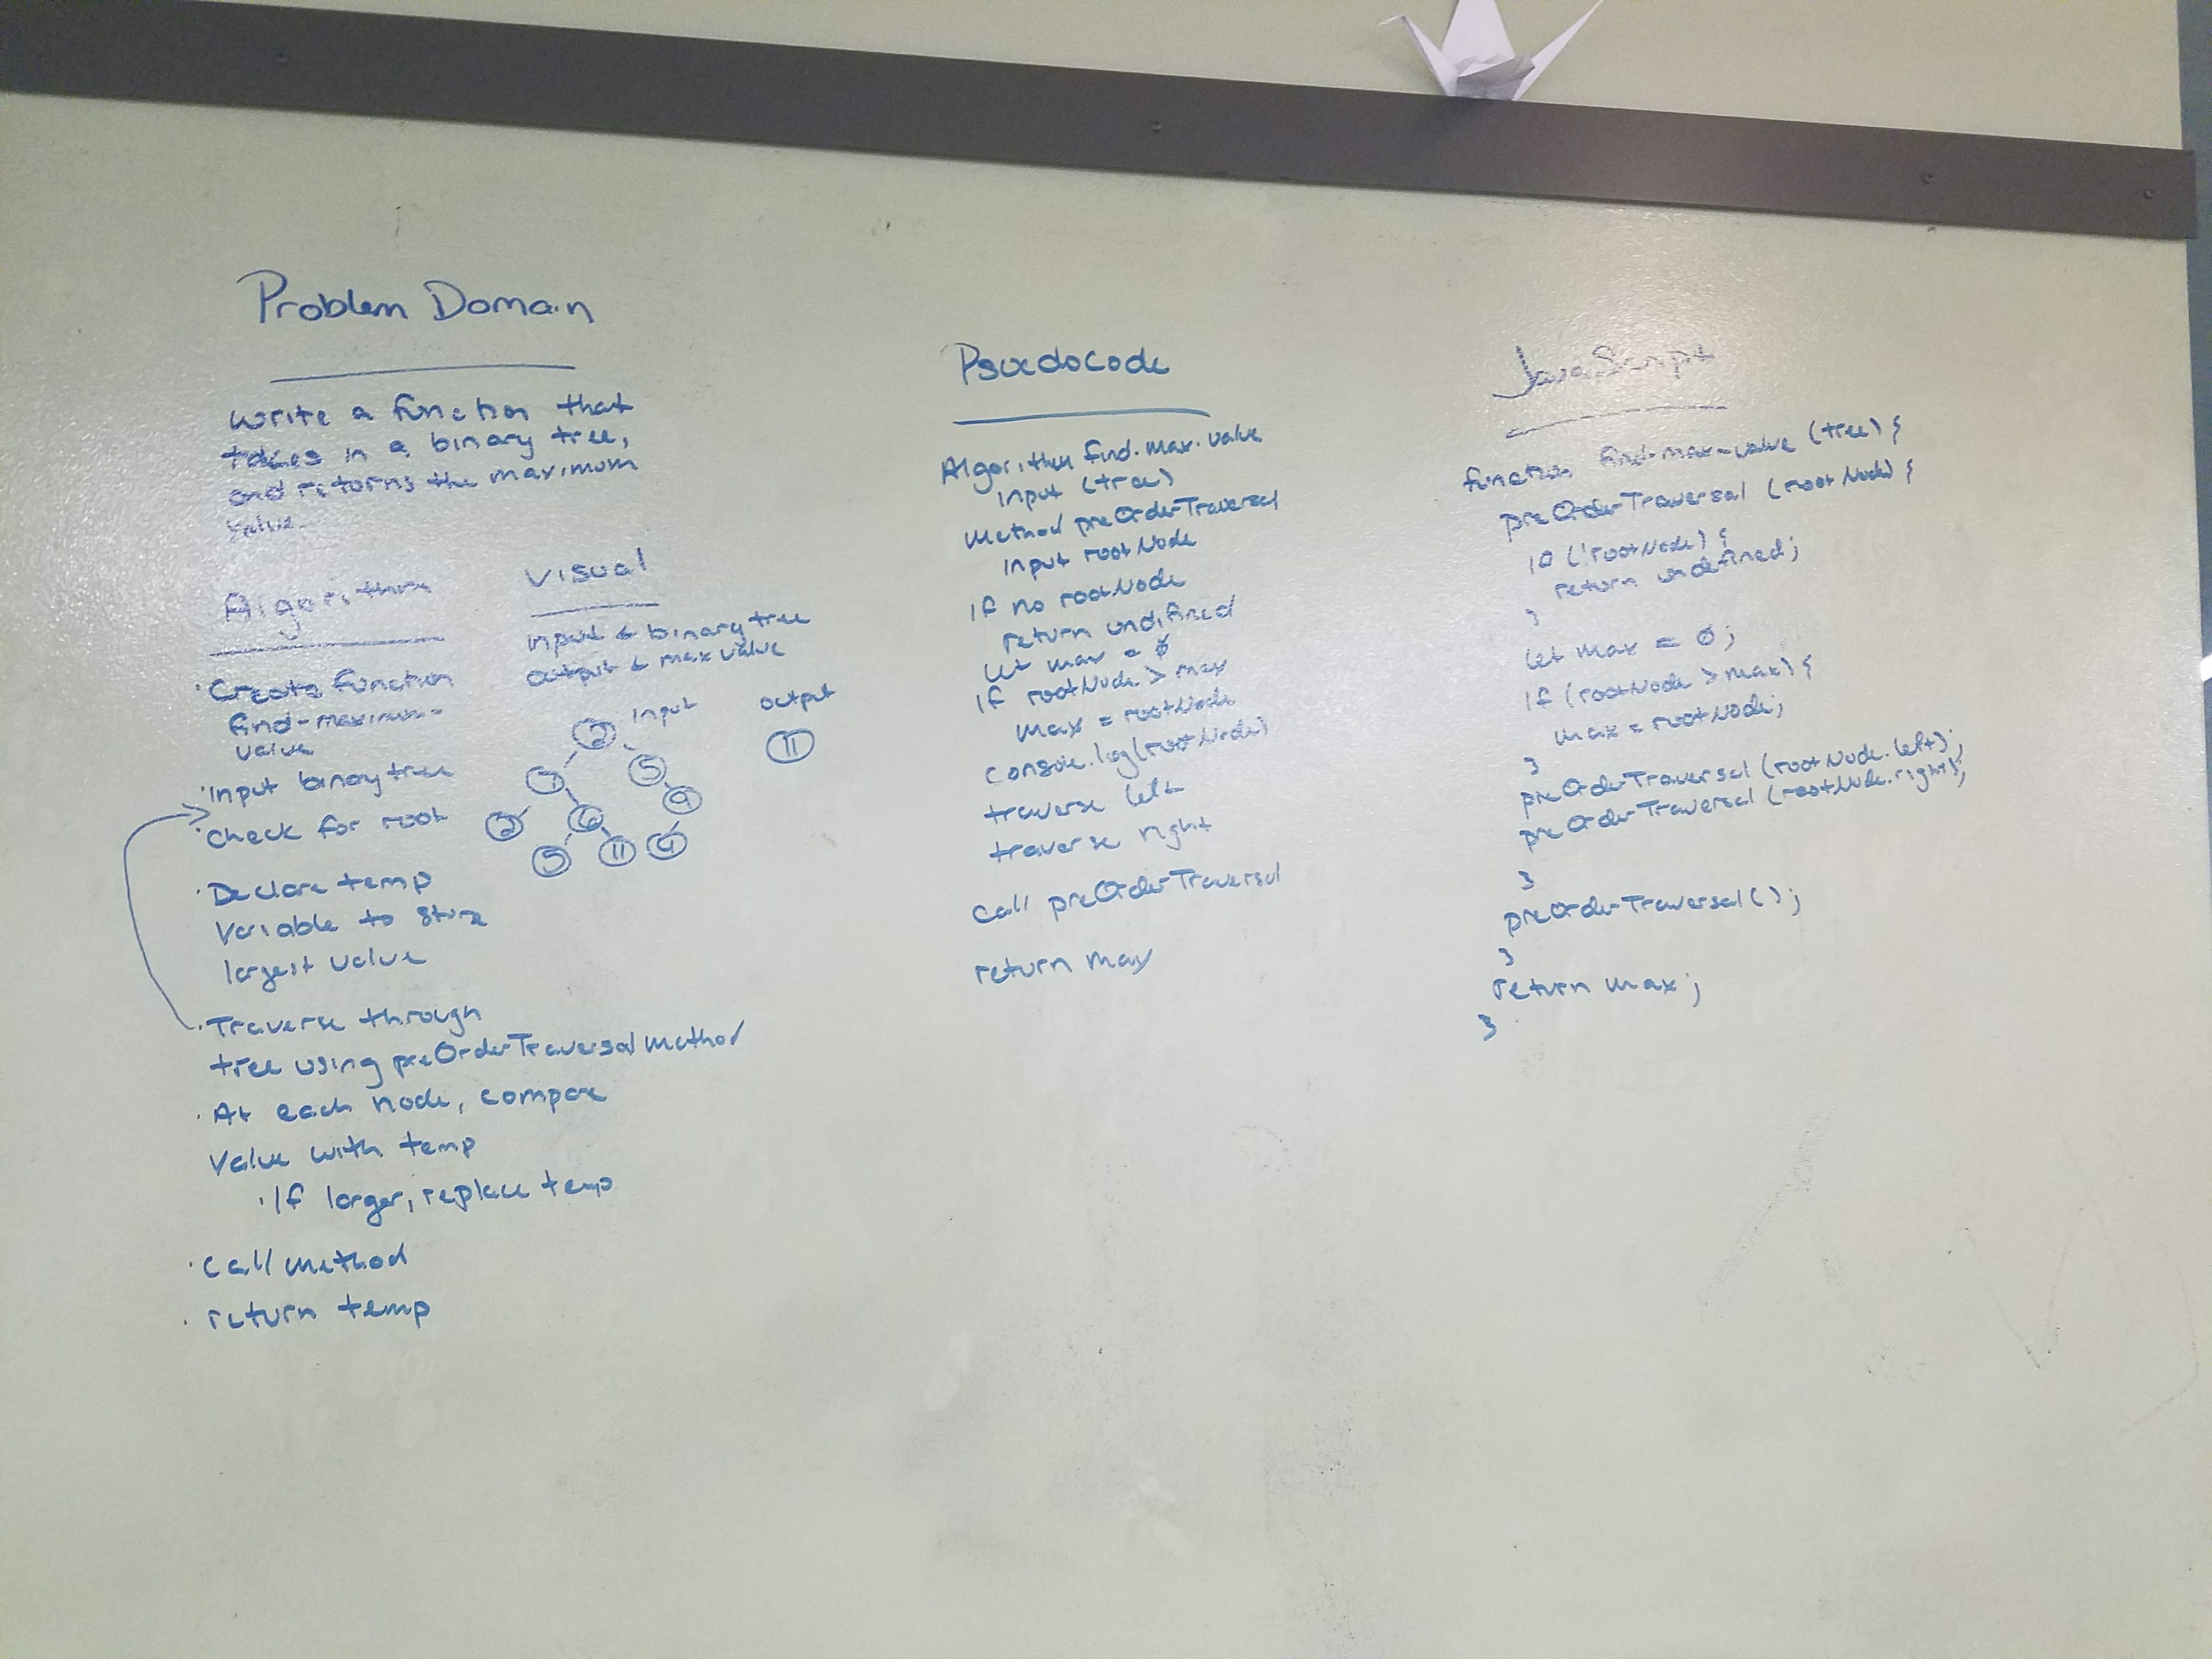 Problem Domain
Write a function that
takes in a binary tree,
and returns the maximum
value.
Algorithm
• Create function
find-maximum-
value
• Input binary tree
• Check for root
• Declare temp
variable to store
largest value
• Traverse through
tree using preOrderTraversal method
• At each node, compare
value with temp
• If larger, replace temp
• Call method
• return temp
Visual
input ← binary tree
output ← max value
input output
2 11
7 5
2 6 9
5 11 4
Psuedocode
Algorithm find-max-value
input (tree)
Method preOrderTraversal
input rootNode
if no rootNode
return undifined
let max = 0
If rootNode > max
max = rootNode
console.log(rootNode)
traverse left
traverse right
call preOrderTraversal
return max
JavaScript
function find-max-value (tree) {
preOrderTraversal (rootNode) {
if (!rootNode) {
return undefined;
}
let max = 0;
if (rootNode > max) {
max = rootNode;
}
preOrderTraversal (rootNode.left);
preOrderTraversal (rootNode.right);
}
preOrderTraversal();
}
return max;
}